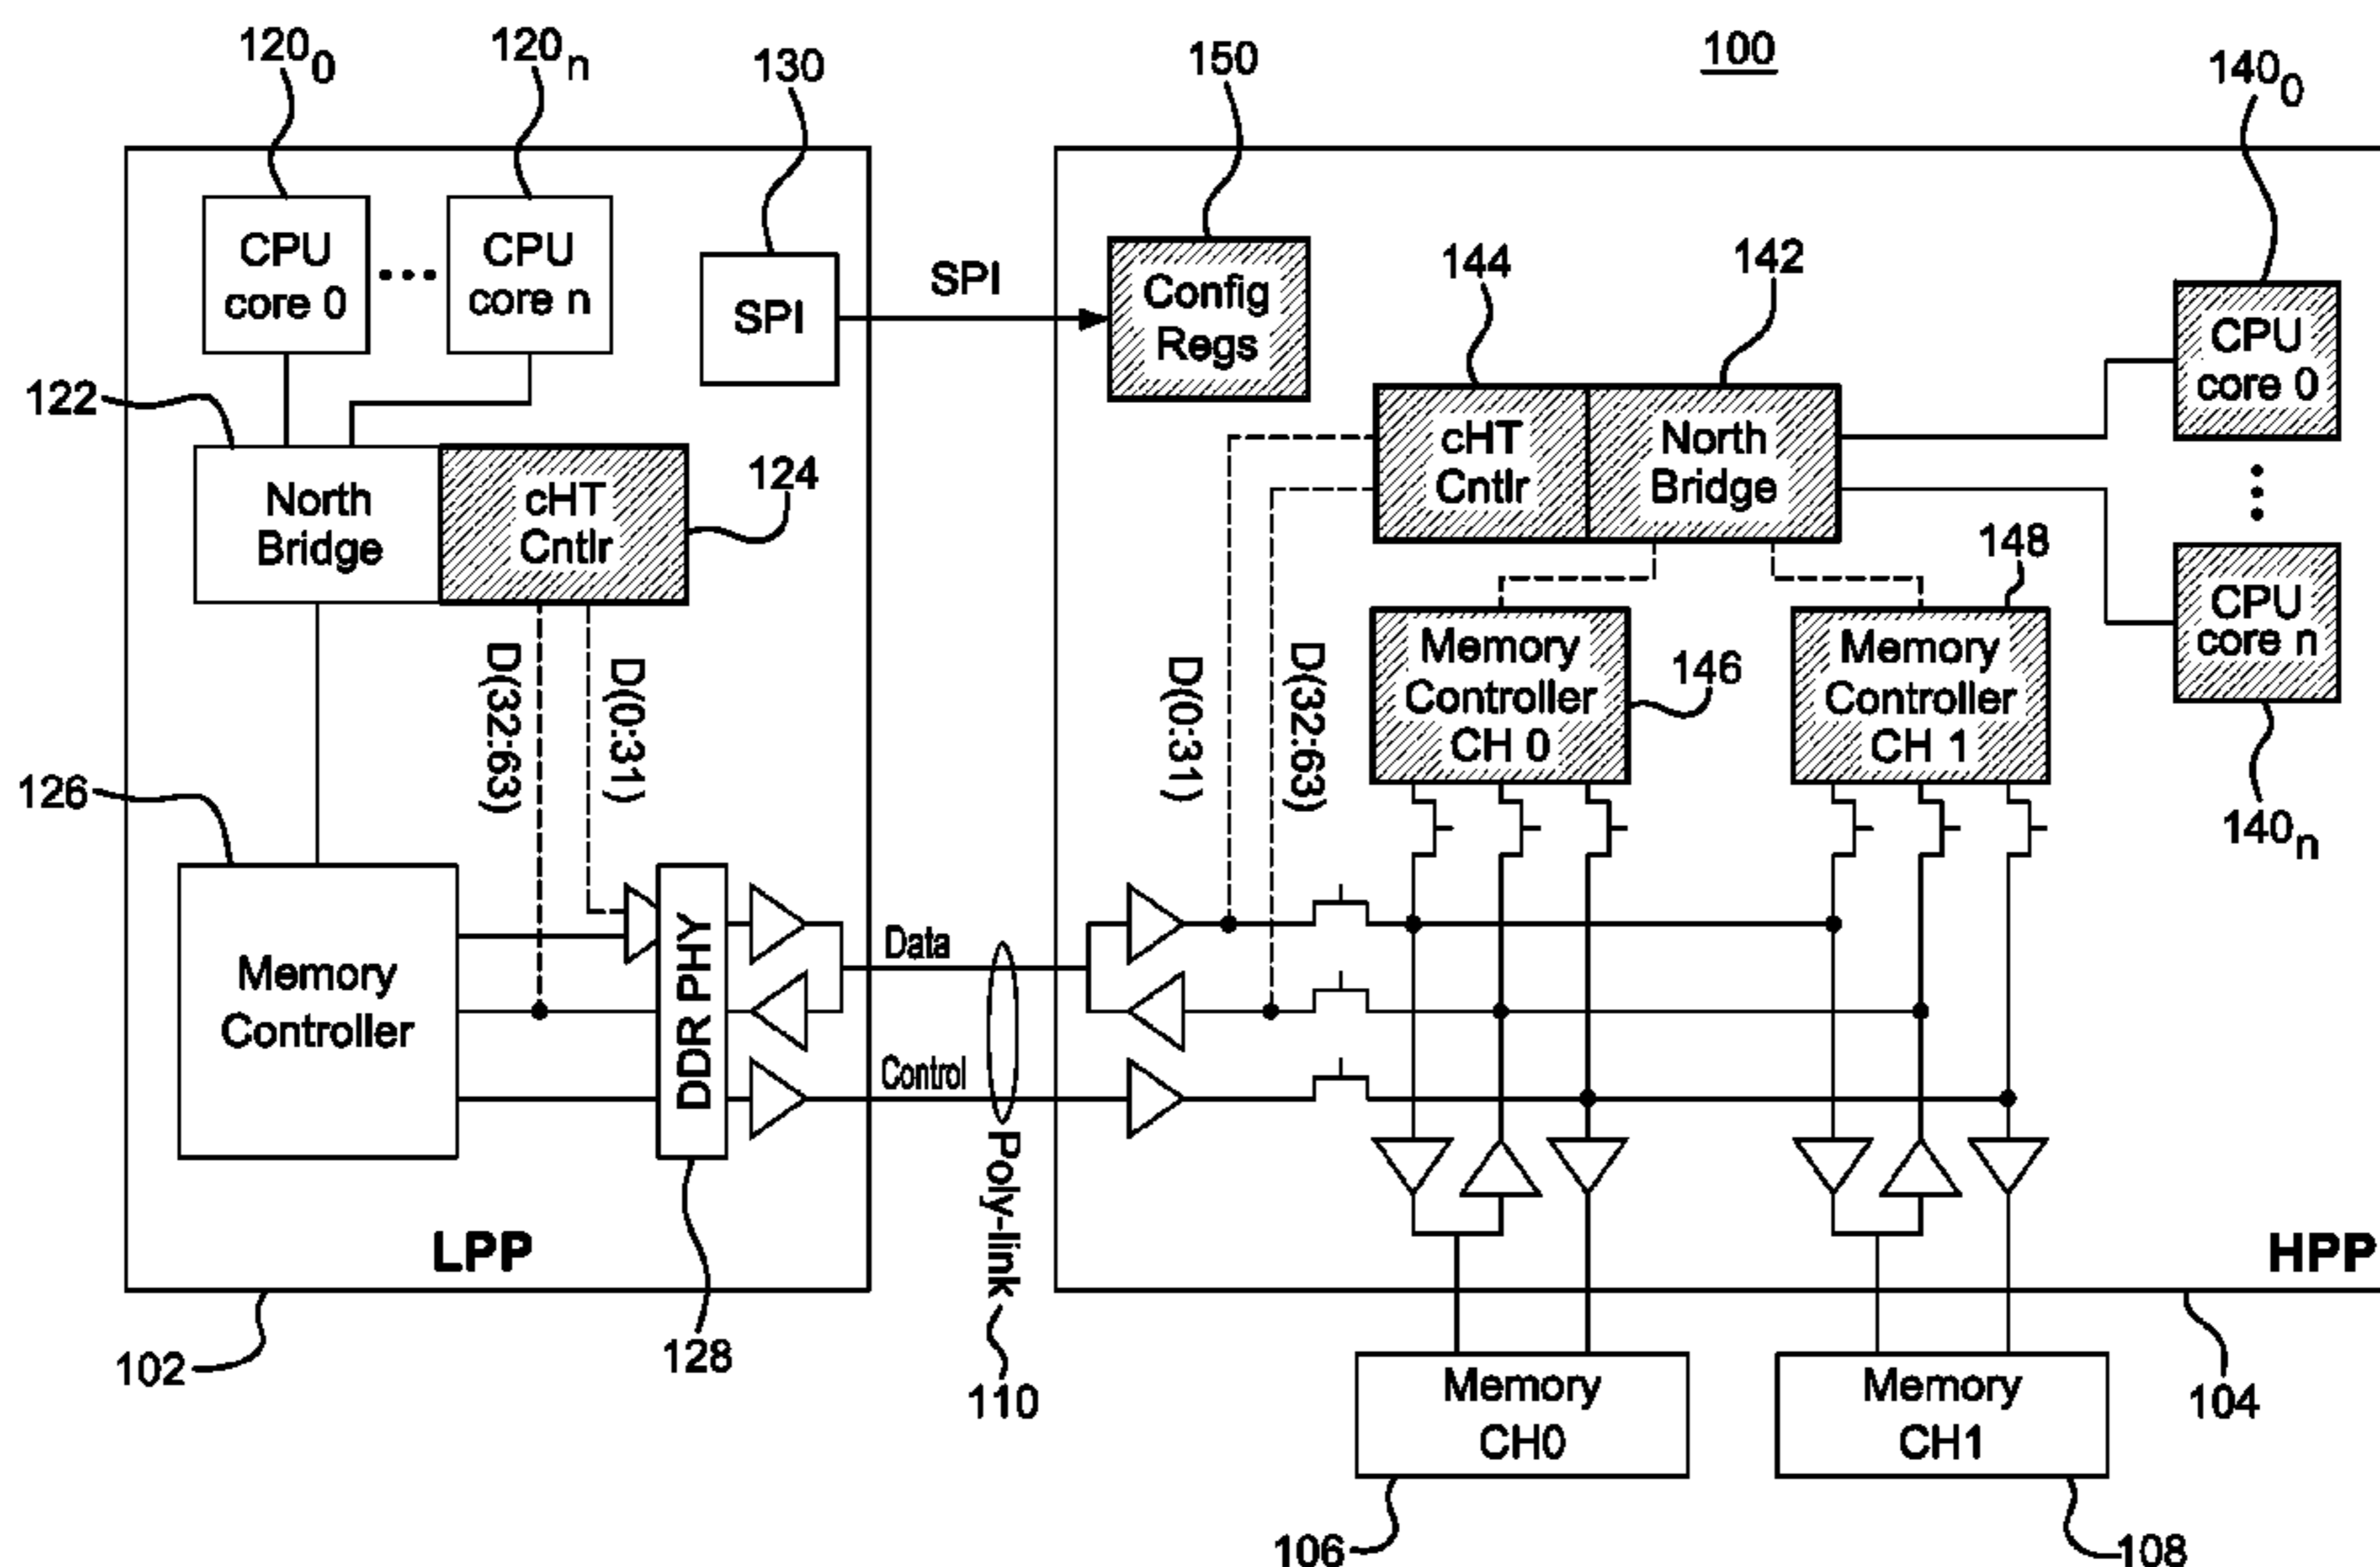 100
120₀
120ₙ
130
150
140₀
CPU
core 0
CPU
core n
SPI
SPI
Config
Regs
144
142
CPU
core 0
122
North
Bridge
cHT
Cntlr
124
cHT
Cntlr
North
Bridge
148
CPU
core n
140ₙ
D(32:63)
D(0:31)
D(0:31)
D(32:63)
Memory
Controller
CH 0
146
Memory
Controller
CH 1
126
Memory
Controller
DDR PHY
Data
Control
Poly-link
110
LPP
HPP
102
128
104
Memory
CH0
Memory
CH1
106
108